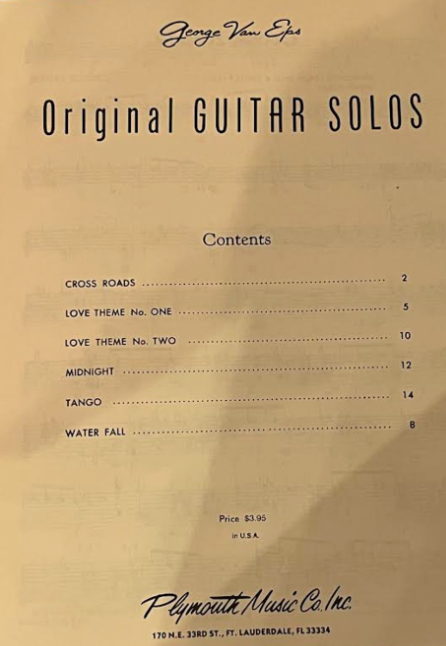 George Van Eps
Original GUITAR SOLOS
Contents
CROSS ROADS ........................................ 2
LOVE THEME No. ONE ........................................ 5
LOVE THEME No. TWO ........................................ 10
MIDNIGHT ........................................ 12
TANGO ........................................ 14
WATER FALL ........................................ 8
Price $3.95
in U.S.A.
Plymouth Music Co. Inc.
170 N.E. 33RD ST., FT. LAUDERDALE, FL 33334